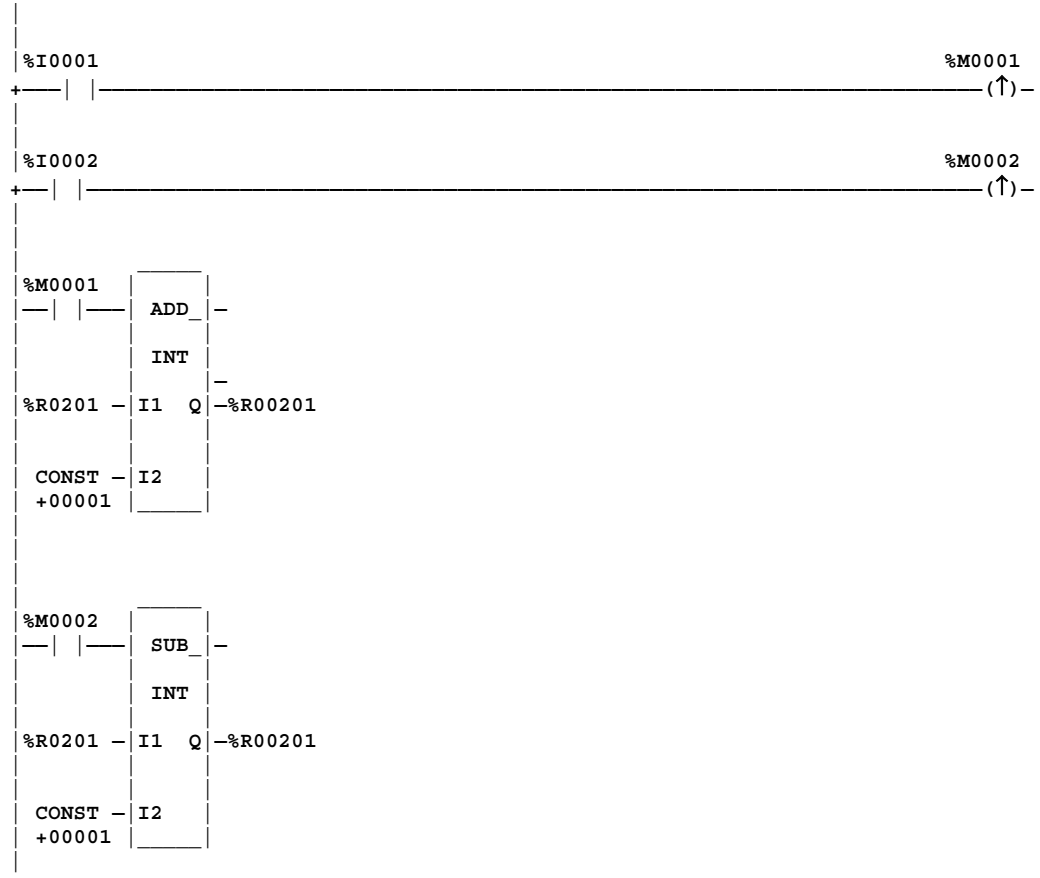 %I0001 %M0001
(↑)
%I0002 %M0002
(↑)
%M0001
ADD_
INT
%R0201 I1 Q %R00201
CONST I2
+00001
%M0002
SUB_
INT
%R0201 I1 Q %R00201
CONST I2
+00001